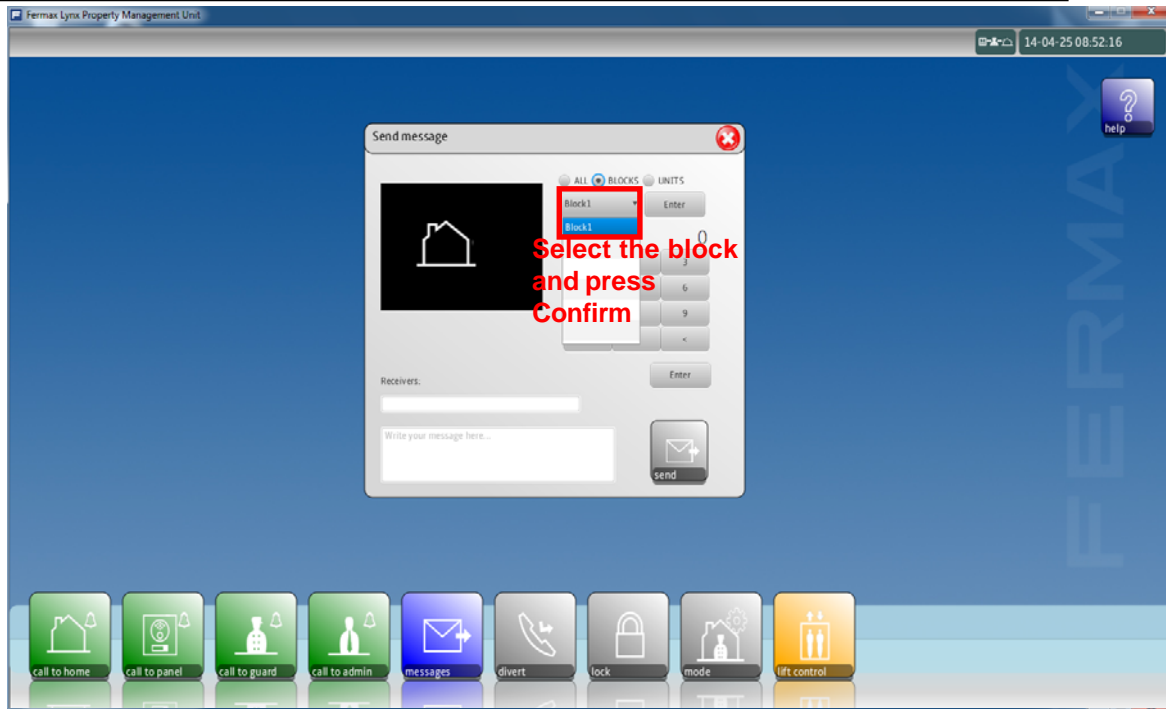 Fermax Lynx Property Management Unit
14-04-25 08:52:16
help
Send message
ALL BLOCKS UNITS
Block1 Enter
Block1
0
Select the block
and press
Confirm
3
6
9
<
Receivers:
Enter
Write your message here...
send
FERMAX
call to home
call to panel
call to guard
call to admin
messages
divert
lock
mode
lift control